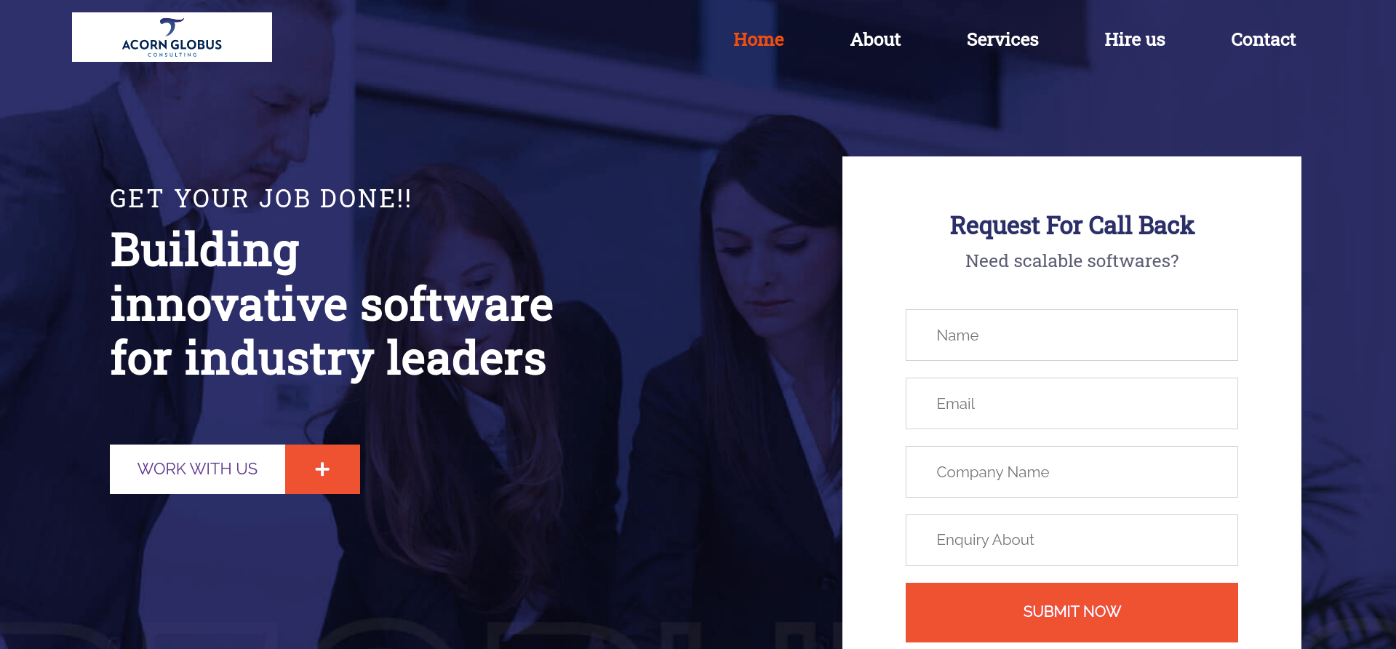 ACORN GLOBUS
CONSULTING
Home
About
Services
Hire us
Contact
GET YOUR JOB DONE!!
Building
innovative software
for industry leaders
WORK WITH US
+
Request For Call Back
Need scalable softwares?
Name
Email
Company Name
Enquiry About
SUBMIT NOW